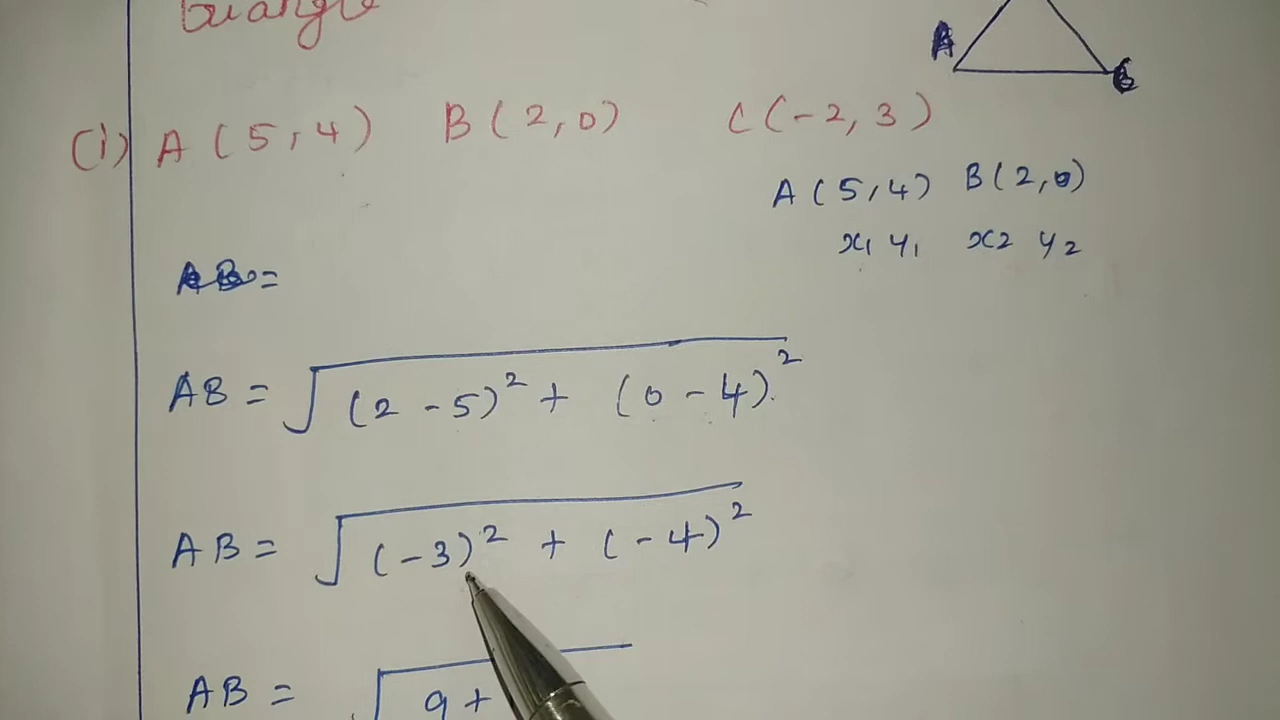 triangle
A B
(i) A (5,4) B (2,0) C (-2,3)
A (5,4) B (2,0)
x₁ y₁ x2 y₂
AB =
AB = √(2-5)² + (0-4)²
AB = √(-3)² + (-4)²
AB = √9+